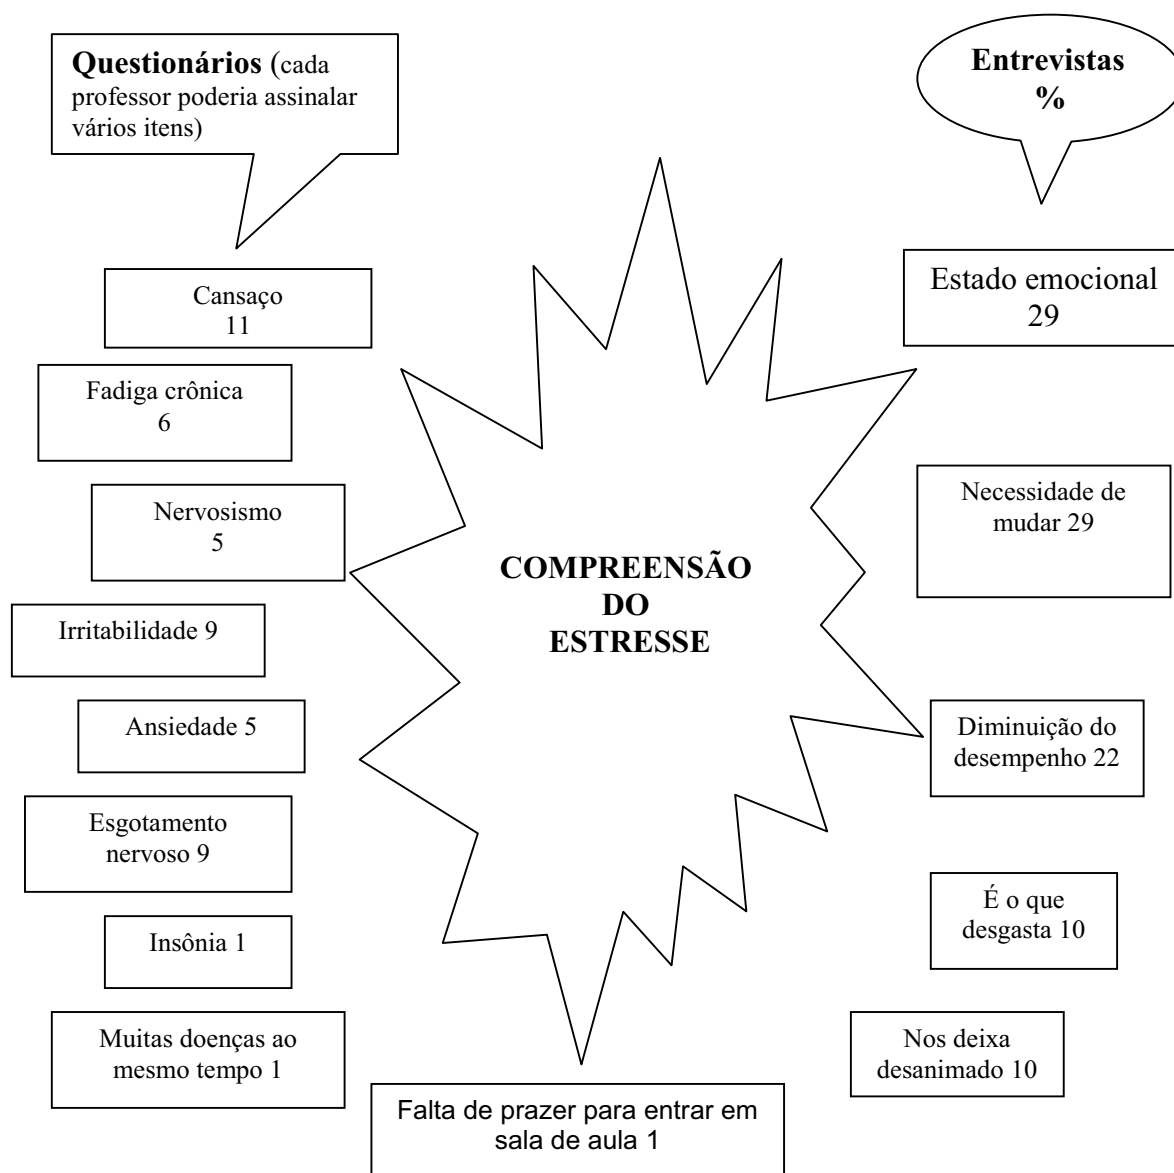 Questionários (cada
professor poderia assinalar
vários itens)
Entrevistas
%
Cansaço
11
Fadiga crônica
6
Nervosismo
5
Irritabilidade 9
Ansiedade 5
Esgotamento
nervoso 9
Insônia 1
Muitas doenças ao
mesmo tempo 1
COMPREENSÃO
DO
ESTRESSE
Falta de prazer para entrar em
sala de aula 1
Estado emocional
29
Necessidade de
mudar 29
Diminuição do
desempenho 22
É o que
desgasta 10
Nos deixa
desanimado 10